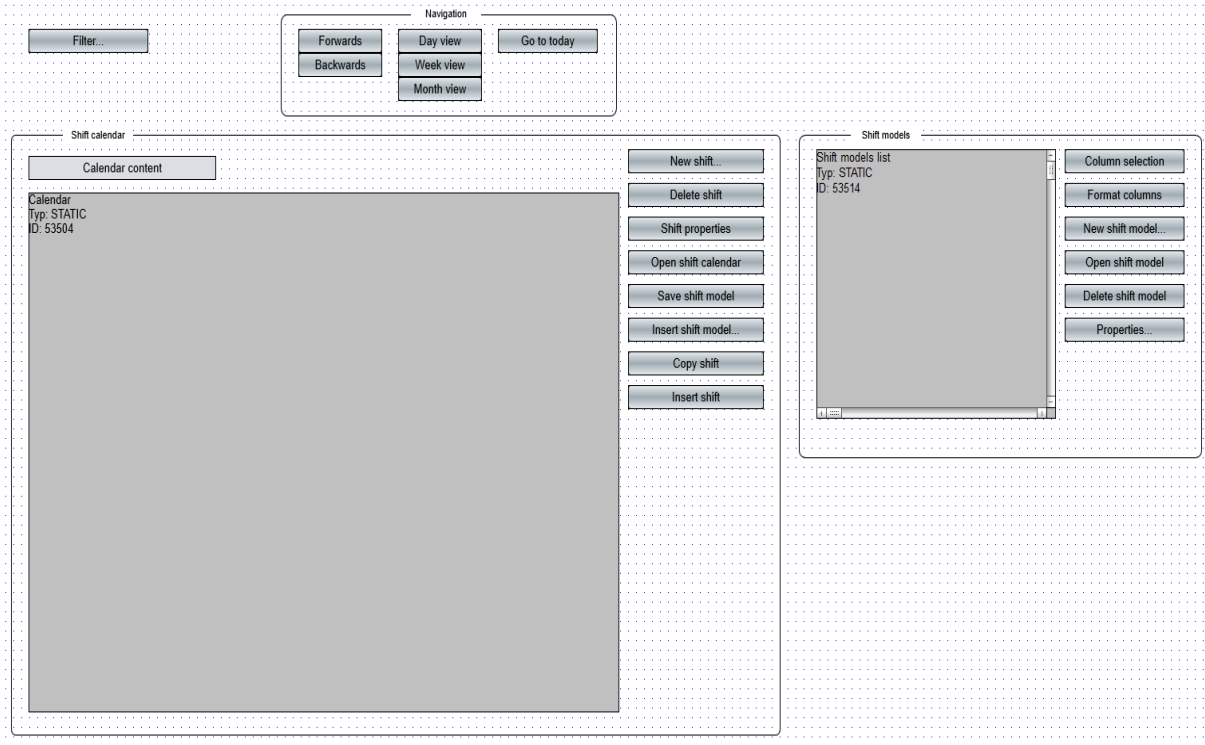 Navigation
Filter...
Forwards
Day view
Go to today
Backwards
Week view
Month view
Shift calendar
Calendar content
Calendar
Typ: STATIC
ID: 53504
New shift...
Delete shift
Shift properties
Open shift calendar
Save shift model
Insert shift model...
Copy shift
Insert shift
Shift models
Shift models list
Typ: STATIC
ID: 53514
Column selection
Format columns
New shift model...
Open shift model
Delete shift model
Properties...